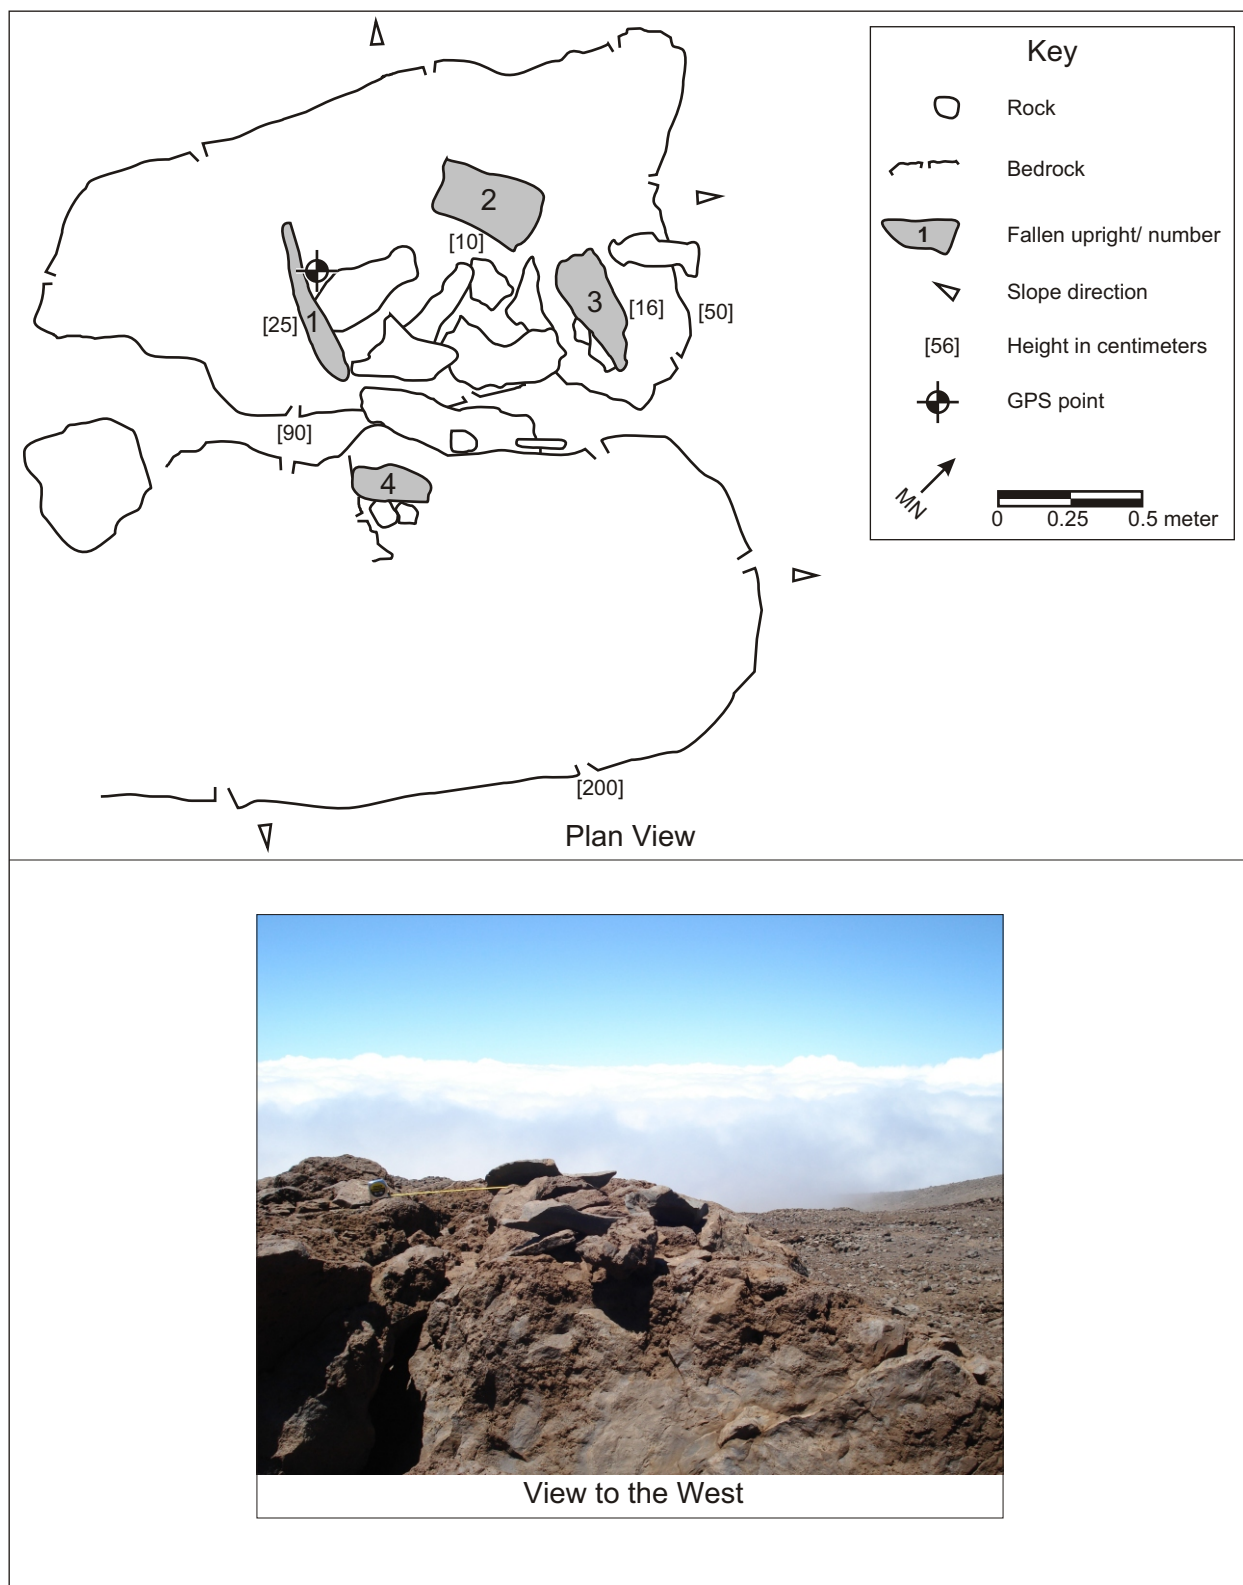 Key
Rock
Bedrock
1 Fallen upright/ number
Slope direction
[56] Height in centimeters
GPS point
MN
0 0.25 0.5 meter
2
[10]
3
[16]
[50]
[25]
1
[90]
4
[200]
Plan View
View to the West